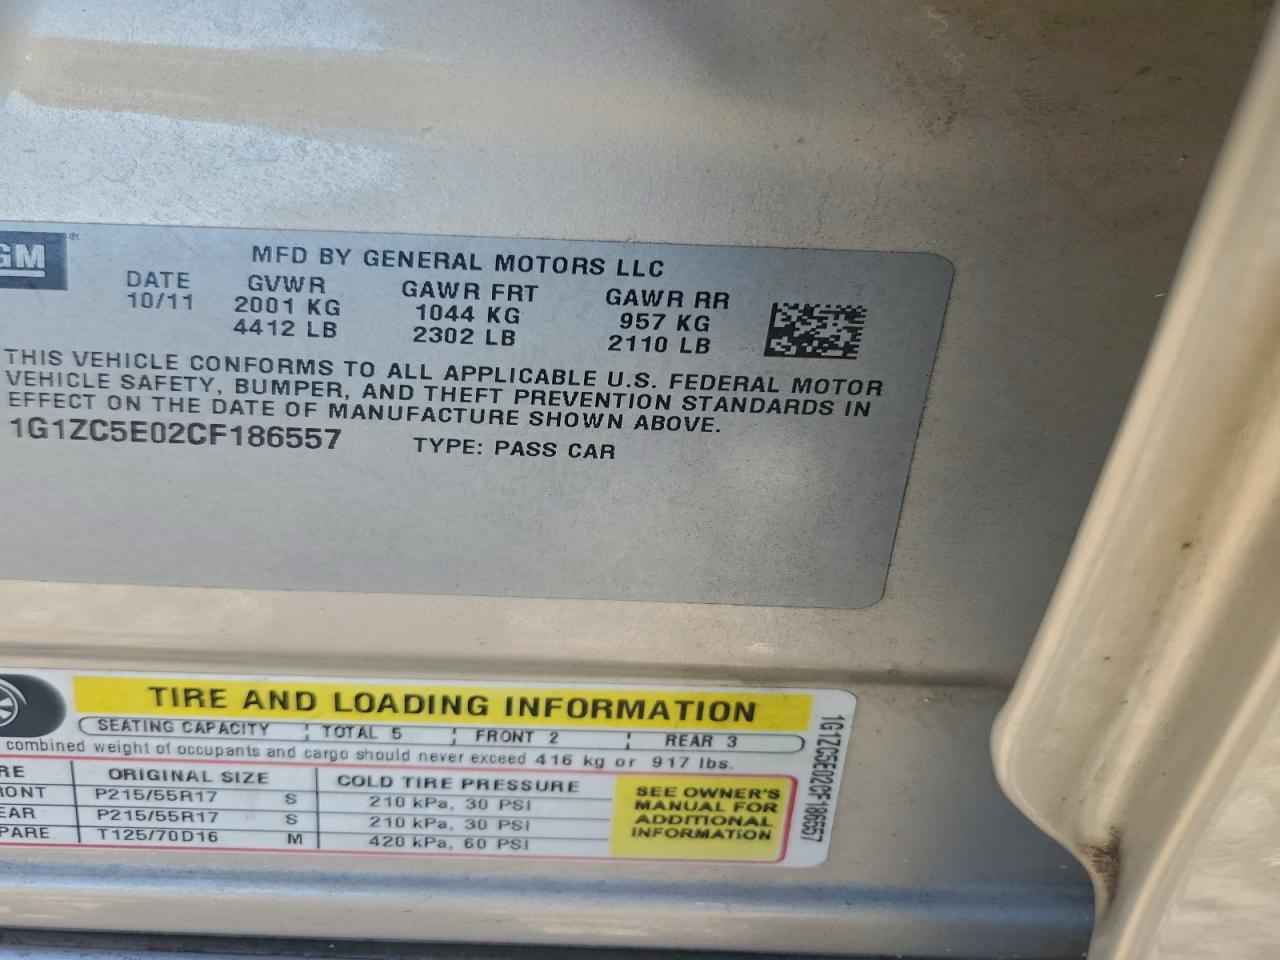 GM
MFD BY GENERAL MOTORS LLC
DATE GVWR GAWR FRT GAWR RR
10/11 2001 KG 1044 KG 957 KG
4412 LB 2302 LB 2110 LB
THIS VEHICLE CONFORMS TO ALL APPLICABLE U.S. FEDERAL MOTOR
VEHICLE SAFETY, BUMPER, AND THEFT PREVENTION STANDARDS IN
EFFECT ON THE DATE OF MANUFACTURE SHOWN ABOVE.
1G1ZC5E02CF186557 TYPE: PASS CAR
TIRE AND LOADING INFORMATION
SEATING CAPACITY TOTAL 5 FRONT 2 REAR 3
combined weight of occupants and cargo should never exceed 416 kg or 917 lbs.
RE ORIGINAL SIZE COLD TIRE PRESSURE
ONT P215/55R17 S 210 kPa, 30 PSI
EAR P215/55R17 S 210 kPa, 30 PSI
PARE T125/70D16 M 420 kPa, 60 PSI
SEE OWNER'S
MANUAL FOR
ADDITIONAL
INFORMATION
1G1ZC5E02CF186557